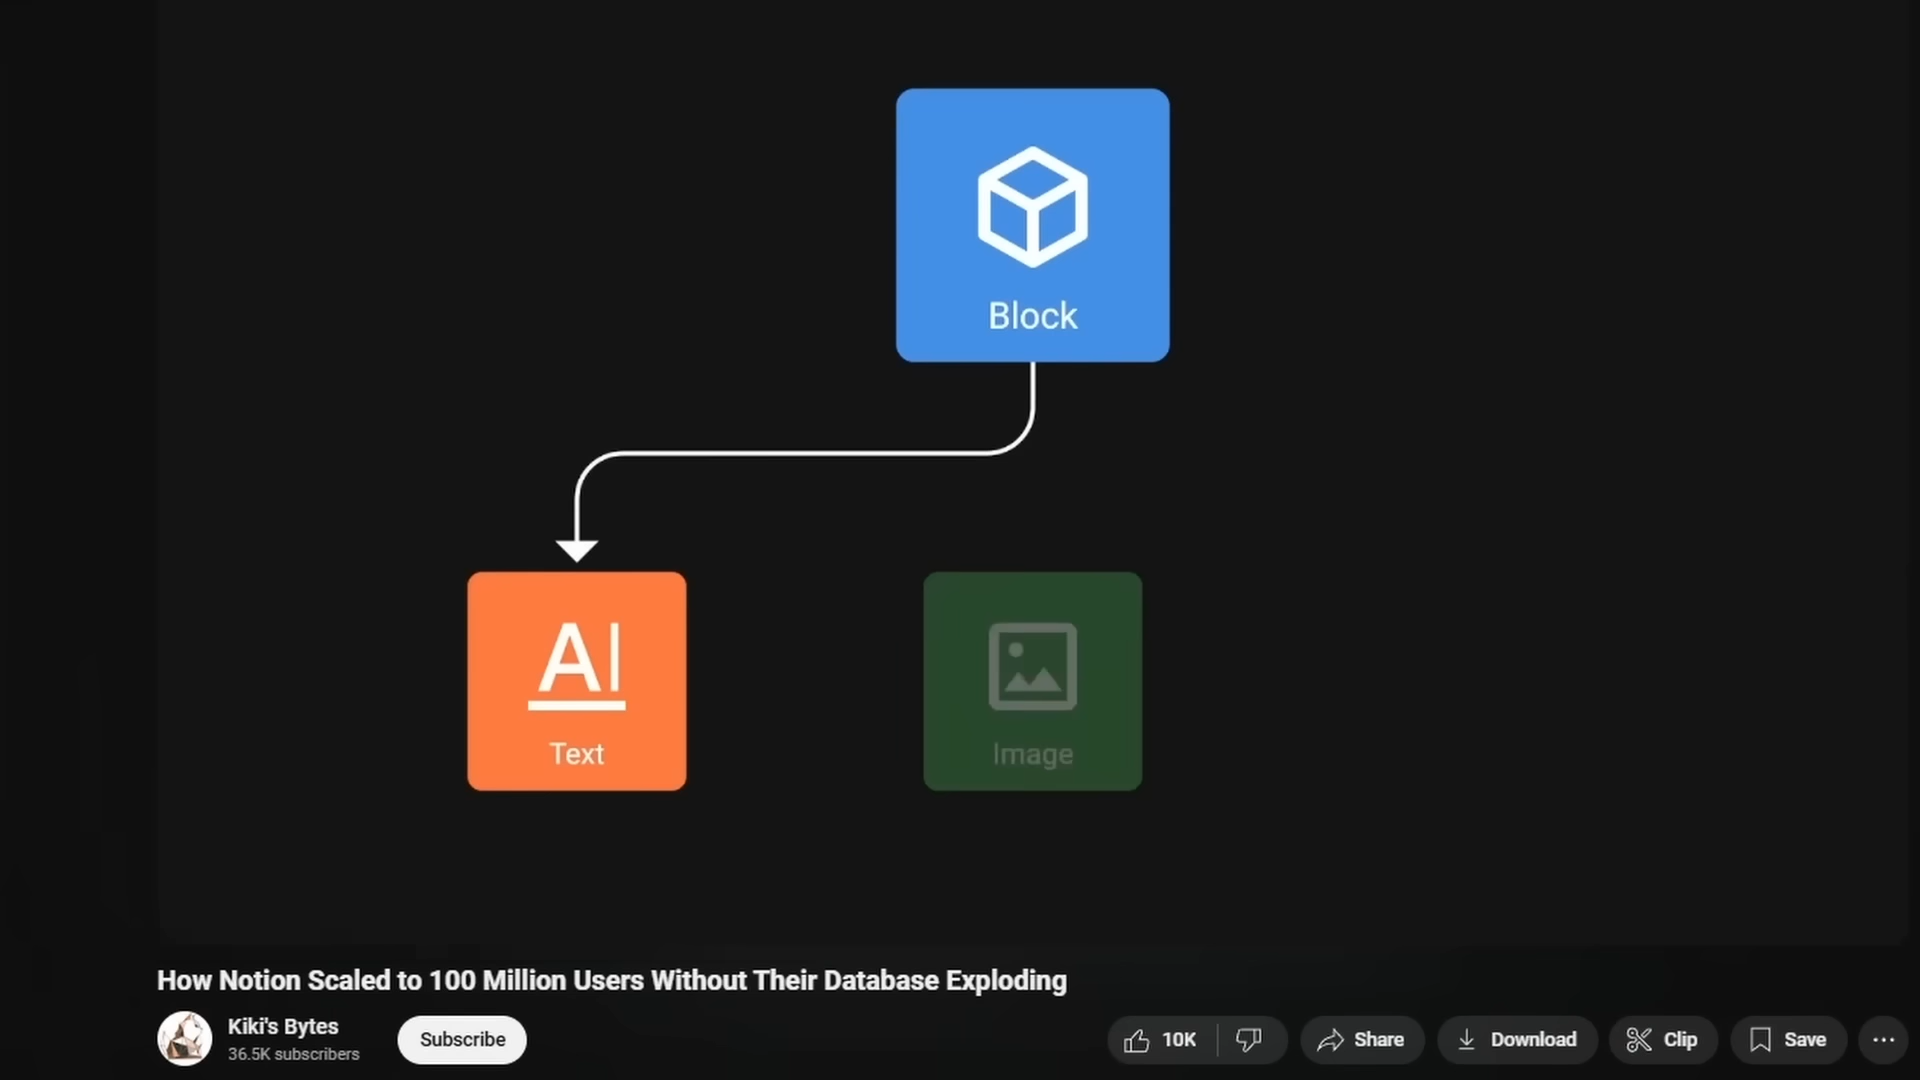 Block
AI
Text
Image
How Notion Scaled to 100 Million Users Without Their Database Exploding
Kiki's Bytes
36.5K subscribers
Subscribe
10K
Share
Download
Clip
Save